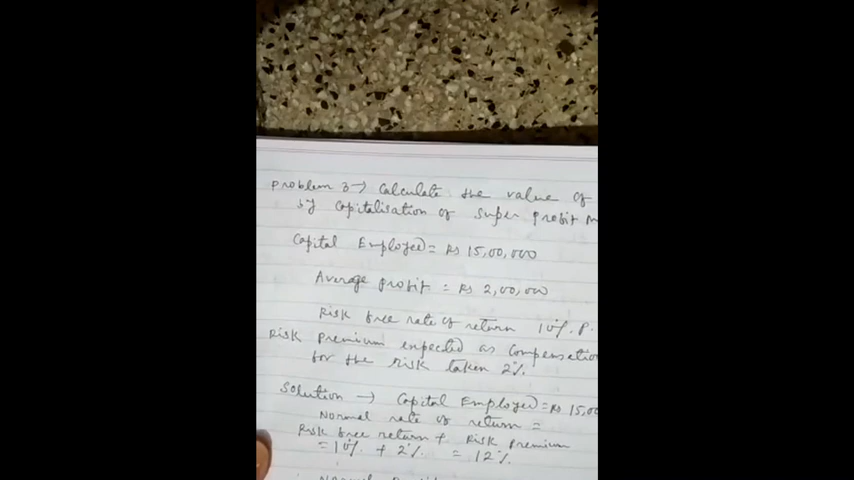 Problem 3→ Calculate the value of
by Capitalisation of Super profit M
Capital Employed = Rs 15,00,000
Average profit = Rs 2,00,000
Risk free rate of return 10% P.
Risk Premium expected as Compensation
for the risk taken 2%
Solution → Capital Employed = Rs 15,00
Normal rate of return =
Risk free return + Risk Premium
= 10% + 2% = 12%